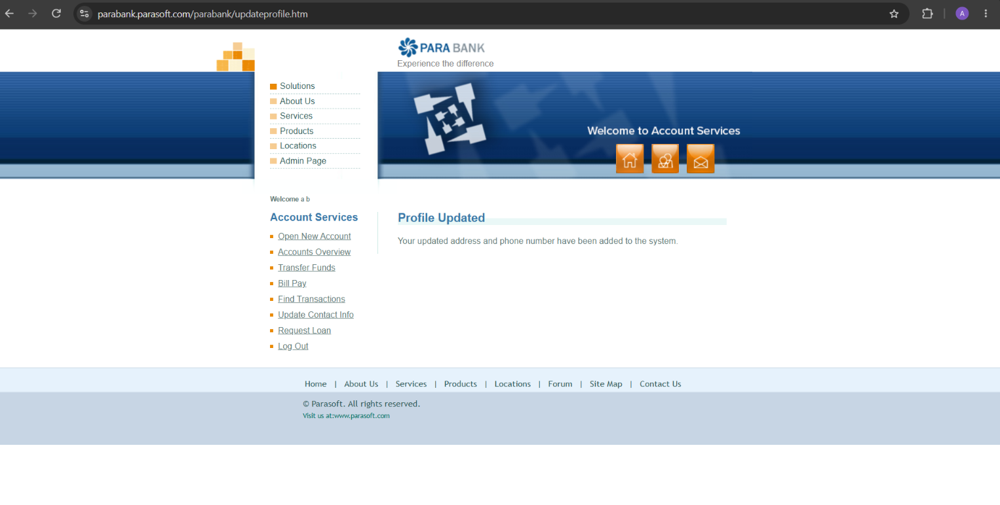 parabank.parasoft.com/parabank/updateprofile.htm
A
PARA BANK
Experience the difference
Solutions
About Us
Services
Products
Locations
Admin Page
Welcome to Account Services
Welcome a b
Account Services
Open New Account
Accounts Overview
Transfer Funds
Bill Pay
Find Transactions
Update Contact Info
Request Loan
Log Out
Profile Updated
Your updated address and phone number have been added to the system.
Home | About Us | Services | Products | Locations | Forum | Site Map | Contact Us
© Parasoft. All rights reserved.
Visit us at:www.parasoft.com